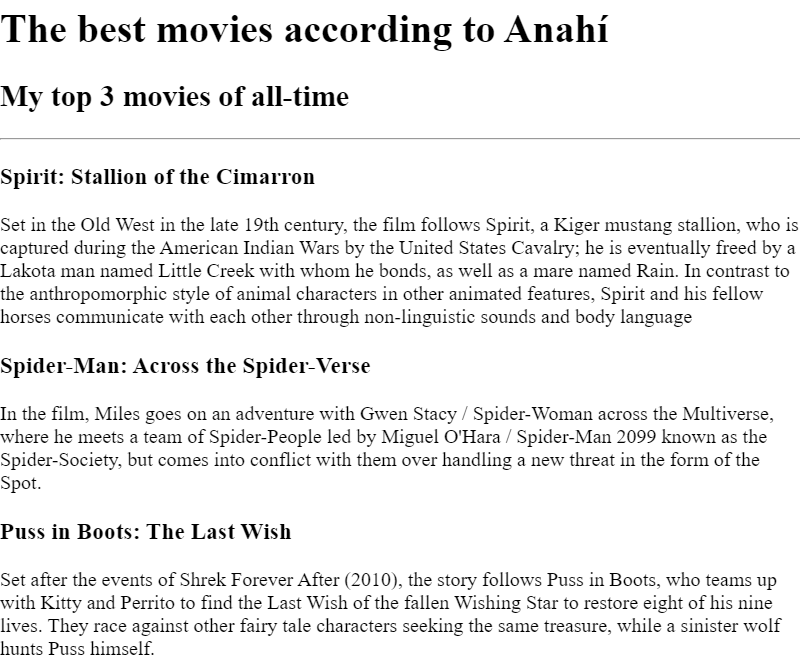 The best movies according to Anahí
My top 3 movies of all-time
Spirit: Stallion of the Cimarron
Set in the Old West in the late 19th century, the film follows Spirit, a Kiger mustang stallion, who is
captured during the American Indian Wars by the United States Cavalry; he is eventually freed by a
Lakota man named Little Creek with whom he bonds, as well as a mare named Rain. In contrast to
the anthropomorphic style of animal characters in other animated features, Spirit and his fellow
horses communicate with each other through non-linguistic sounds and body language
Spider-Man: Across the Spider-Verse
In the film, Miles goes on an adventure with Gwen Stacy / Spider-Woman across the Multiverse,
where he meets a team of Spider-People led by Miguel O'Hara / Spider-Man 2099 known as the
Spider-Society, but comes into conflict with them over handling a new threat in the form of the
Spot.
Puss in Boots: The Last Wish
Set after the events of Shrek Forever After (2010), the story follows Puss in Boots, who teams up
with Kitty and Perrito to find the Last Wish of the fallen Wishing Star to restore eight of his nine
lives. They race against other fairy tale characters seeking the same treasure, while a sinister wolf
hunts Puss himself.